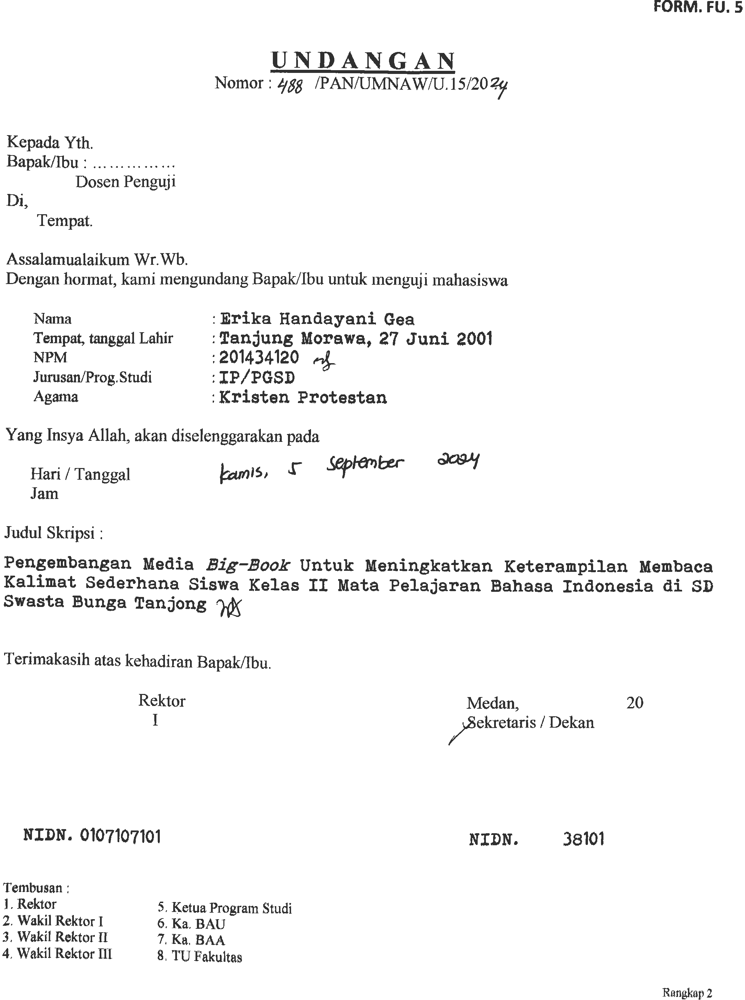 FORM. FU. 5
UNDANGAN
Nomor : 488 /PAN/UMNAW/U.15/2024
Kepada Yth.
Bapak/Ibu : ...............
Dosen Penguji
Di,
Tempat.
Assalamualaikum Wr.Wb.
Dengan hormat, kami mengundang Bapak/Ibu untuk menguji mahasiswa
Nama : Erika Handayani Gea
Tempat, tanggal Lahir : Tanjung Morawa, 27 Juni 2001
NPM : 201434120
Jurusan/Prog.Studi : IP/PGSD
Agama : Kristen Protestan
Yang Insya Allah, akan diselenggarakan pada
Hari / Tanggal kamis, 5 september 2024
Jam
Judul Skripsi :
Pengembangan Media Big-Book Untuk Meningkatkan Keterampilan Membaca
Kalimat Sederhana Siswa Kelas II Mata Pelajaran Bahasa Indonesia di SD
Swasta Bunga Tanjong
Terimakasih atas kehadiran Bapak/Ibu.
Rektor
I
Medan, 20
Sekretaris / Dekan
NIDN. 0107107101
NIDN. 38101
Tembusan :
1. Rektor
2. Wakil Rektor I
3. Wakil Rektor II
4. Wakil Rektor III
5. Ketua Program Studi
6. Ka. BAU
7. Ka. BAA
8. TU Fakultas
Rangkap 2